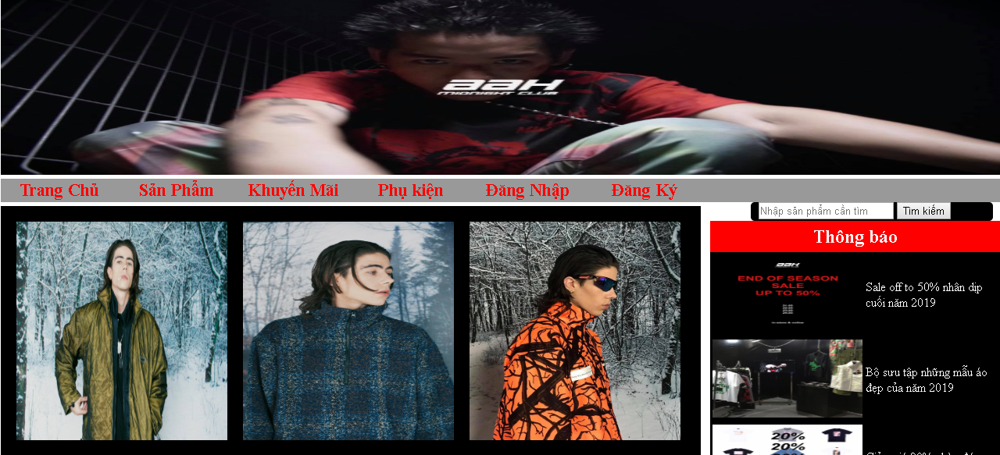 aaH
MIDNIGHT CLUB
Trang Chủ Sản Phẩm Khuyến Mãi Phụ kiện Đăng Nhập Đăng Ký
Nhập sản phẩm cần tìm Tìm kiếm
Thông báo
aaH
END OF SEASON
SALE
UP TO 50%
Sale off to 50% nhân dịp
cuối năm 2019
Bộ sưu tập những mẫu áo
đẹp của năm 2019
20%
20%